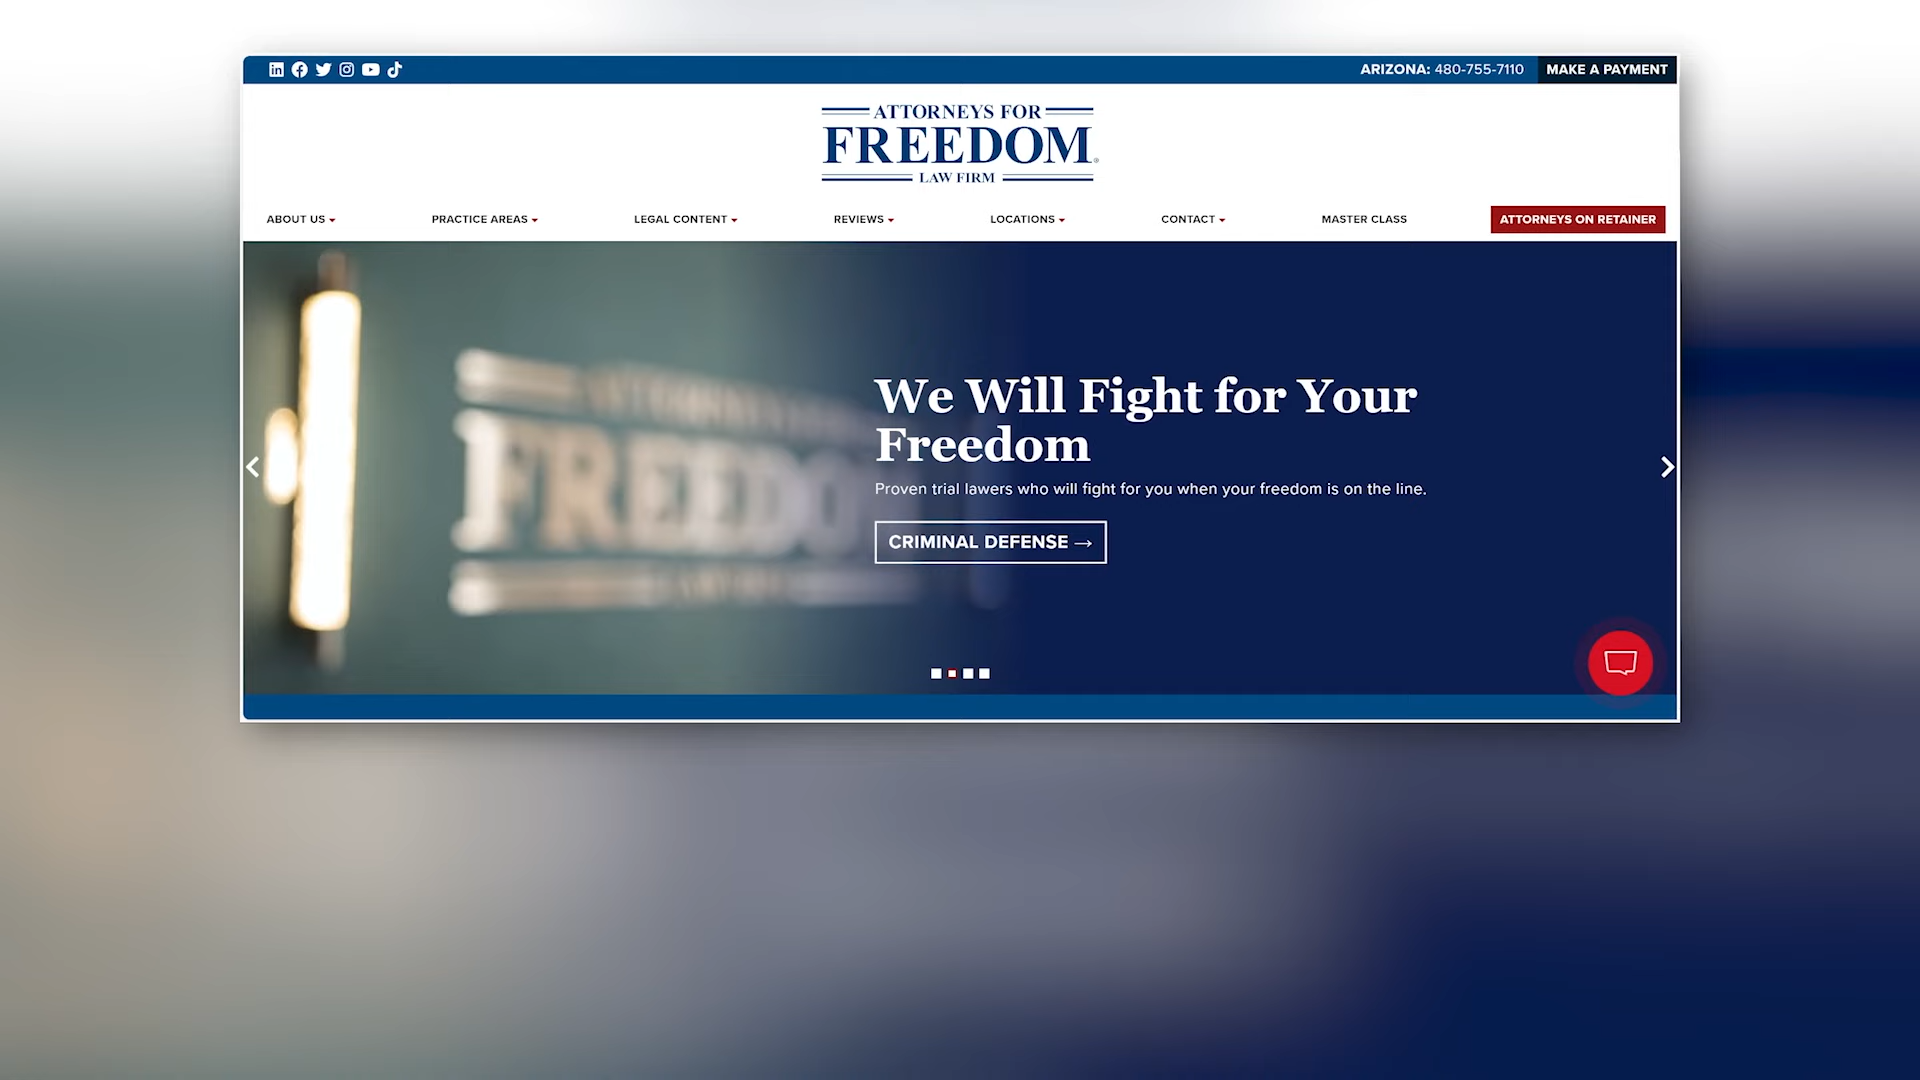 ARIZONA: 480-755-7110 MAKE A PAYMENT
ATTORNEYS FOR
FREEDOM®
LAW FIRM
ABOUT US PRACTICE AREAS LEGAL CONTENT REVIEWS LOCATIONS CONTACT MASTER CLASS ATTORNEYS ON RETAINER
FREEDO
We Will Fight for Your
Freedom
Proven trial lawers who will fight for you when your freedom is on the line.
CRIMINAL DEFENSE →